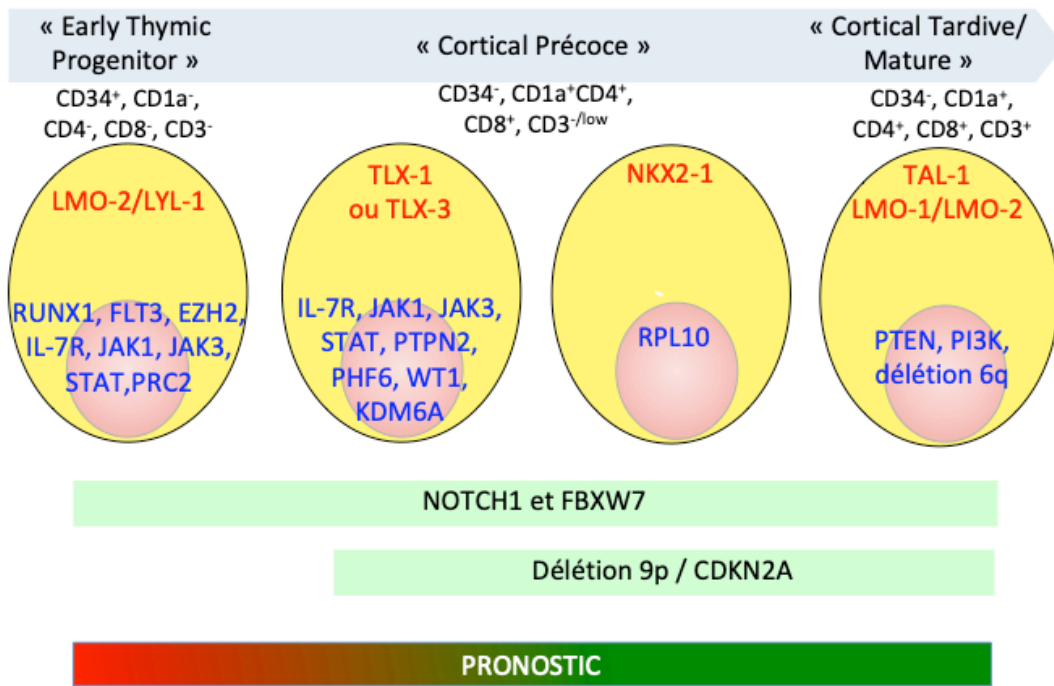 « Early Thymic
Progenitor »
« Cortical Précoce »
« Cortical Tardive/
Mature »
CD34⁺, CD1a⁻,
CD4⁻, CD8⁻, CD3⁻
CD34⁻, CD1a⁺CD4⁺,
CD8⁺, CD3⁻/low
CD34⁻, CD1a⁺,
CD4⁺, CD8⁺, CD3⁺
LMO-2/LYL-1
RUNX1, FLT3, EZH2,
IL-7R, JAK1, JAK3,
STAT,PRC2
TLX-1
ou TLX-3
IL-7R, JAK1, JAK3,
STAT, PTPN2,
PHF6, WT1,
KDM6A
NKX2-1
RPL10
TAL-1
LMO-1/LMO-2
PTEN, PI3K,
délétion 6q
NOTCH1 et FBXW7
Délétion 9p / CDKN2A
PRONOSTIC